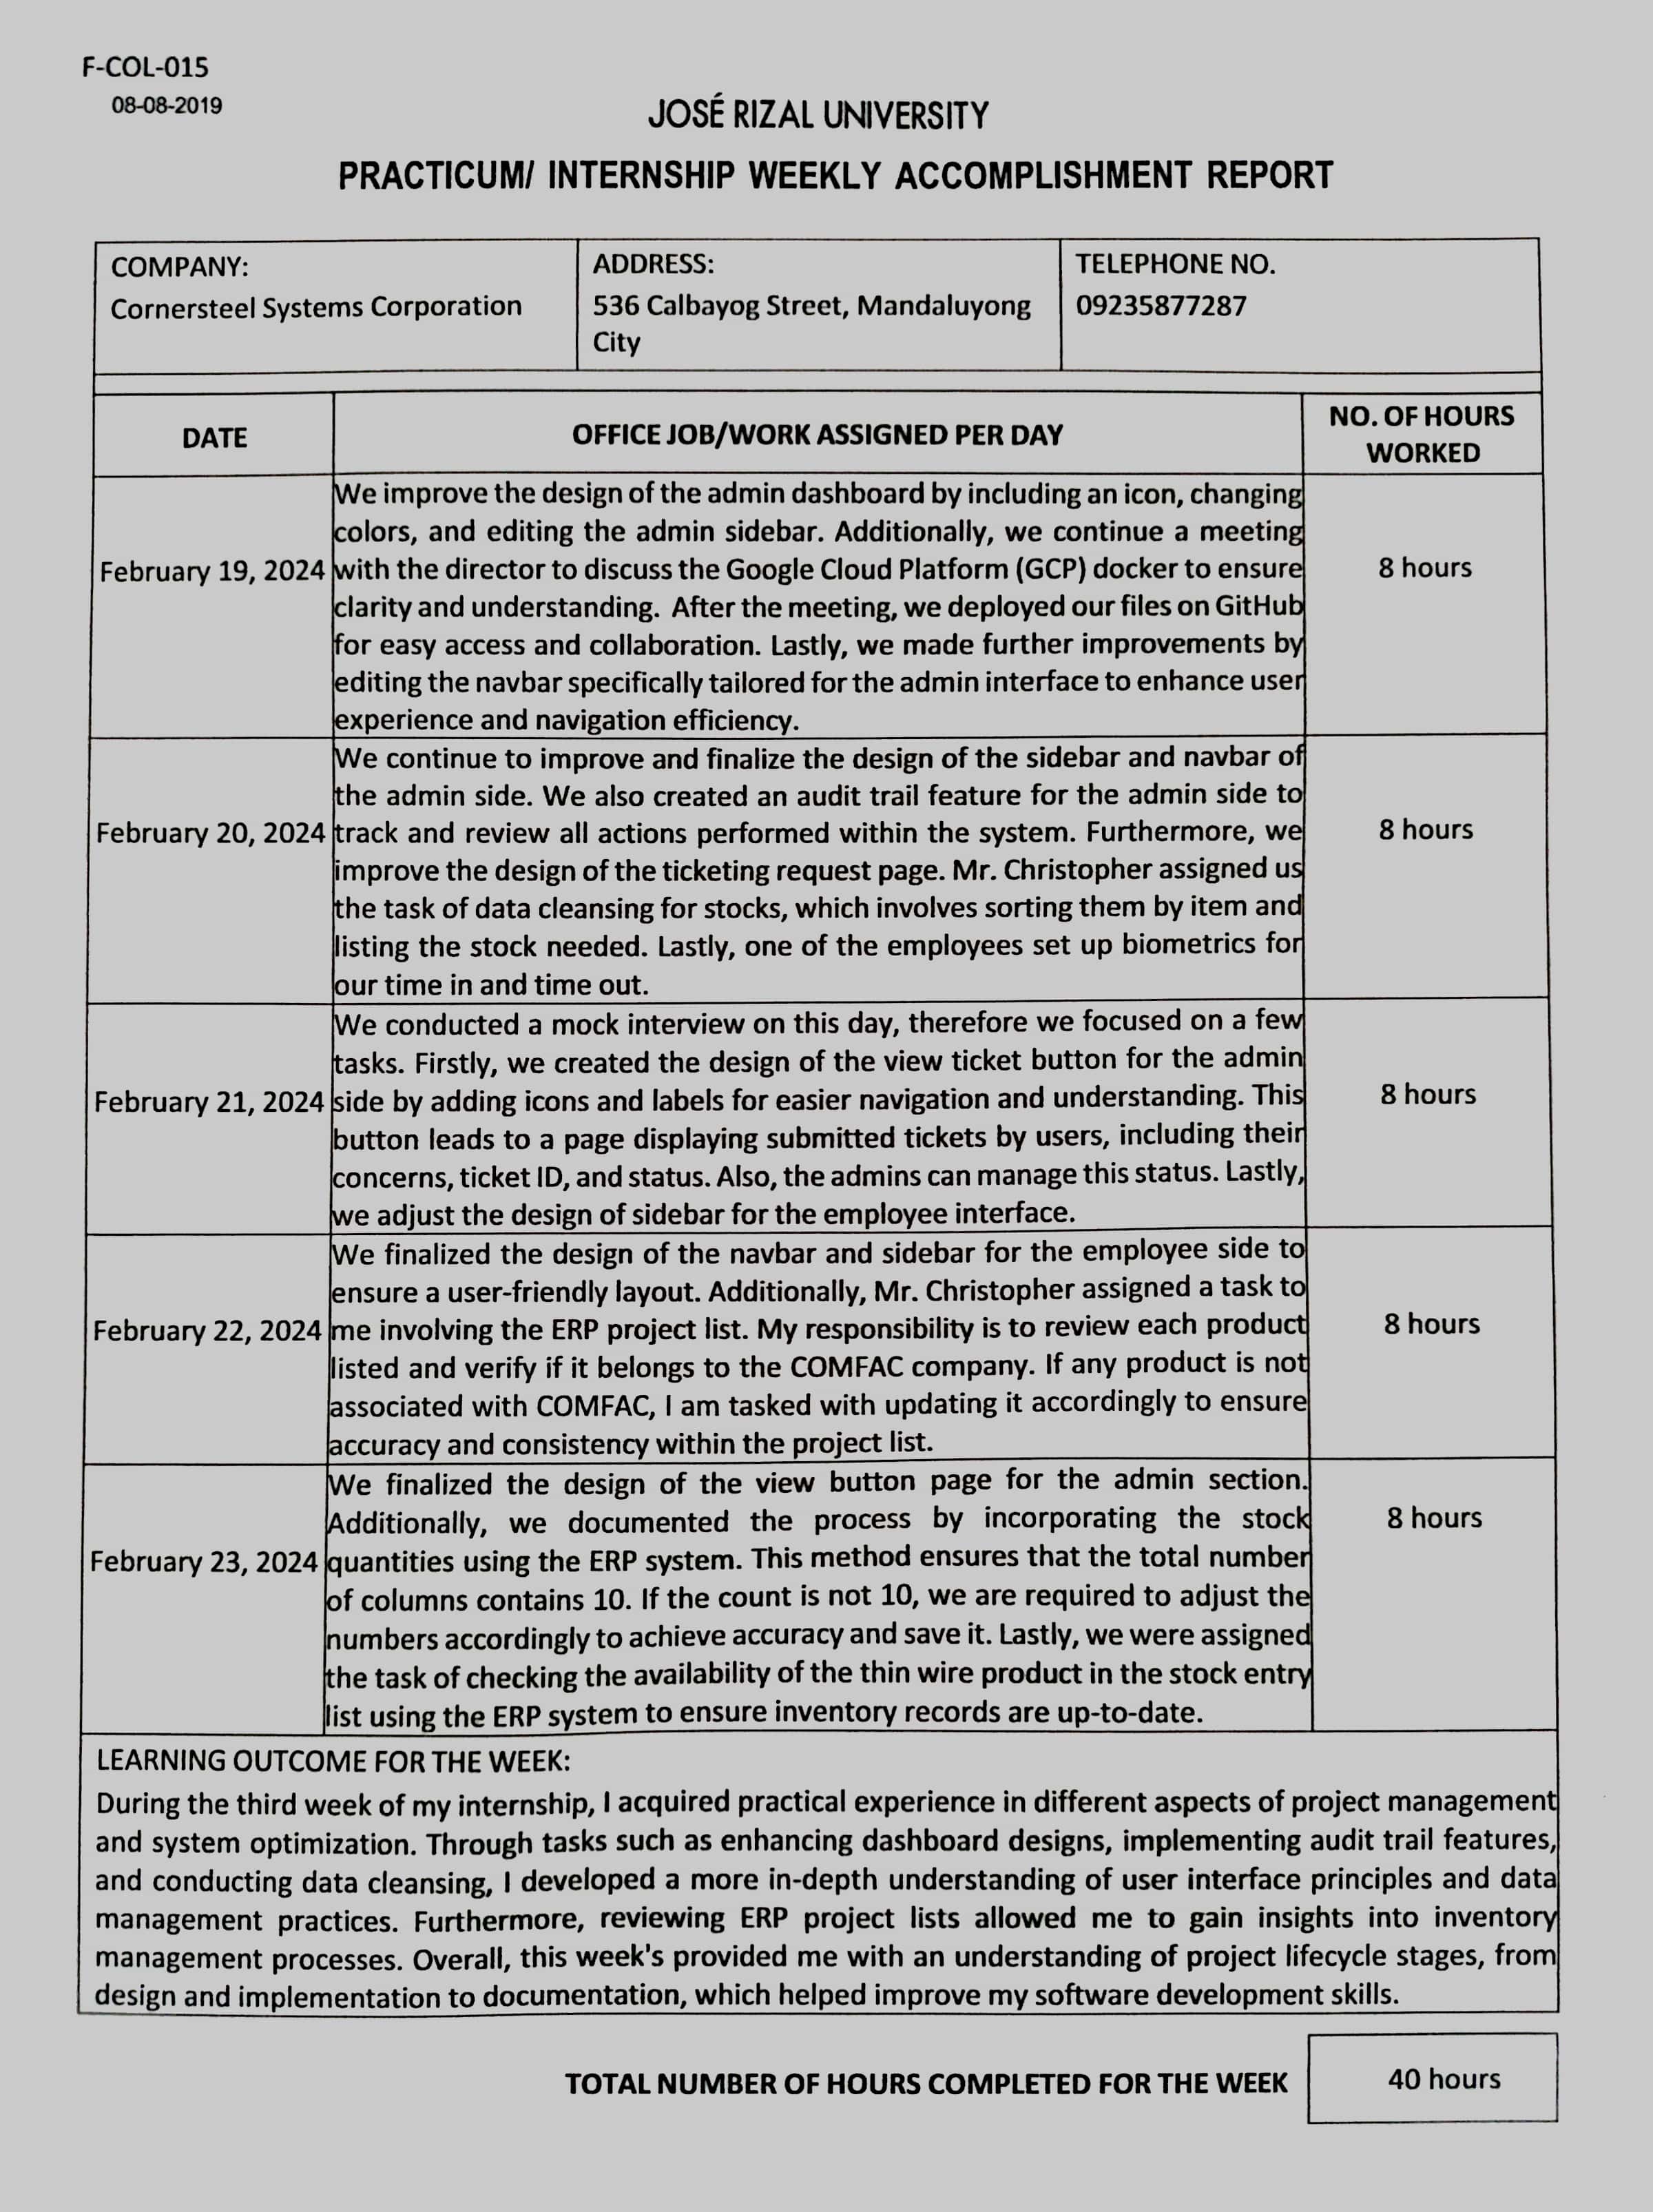 F-COL-015
08-08-2019
JOSÉ RIZAL UNIVERSITY
PRACTICUM/ INTERNSHIP WEEKLY ACCOMPLISHMENT REPORT
COMPANY:
Cornersteel Systems Corporation
ADDRESS:
536 Calbayog Street, Mandaluyong
City
TELEPHONE NO.
09235877287
DATE
OFFICE JOB/WORK ASSIGNED PER DAY
NO. OF HOURS
WORKED
February 19, 2024
We improve the design of the admin dashboard by including an icon, changing
colors, and editing the admin sidebar. Additionally, we continue a meeting
with the director to discuss the Google Cloud Platform (GCP) docker to ensure
clarity and understanding. After the meeting, we deployed our files on GitHub
for easy access and collaboration. Lastly, we made further improvements by
editing the navbar specifically tailored for the admin interface to enhance user
experience and navigation efficiency.
8 hours
February 20, 2024
We continue to improve and finalize the design of the sidebar and navbar of
the admin side. We also created an audit trail feature for the admin side to
track and review all actions performed within the system. Furthermore, we
improve the design of the ticketing request page. Mr. Christopher assigned us
the task of data cleansing for stocks, which involves sorting them by item and
listing the stock needed. Lastly, one of the employees set up biometrics for
our time in and time out.
8 hours
February 21, 2024
We conducted a mock interview on this day, therefore we focused on a few
tasks. Firstly, we created the design of the view ticket button for the admin
side by adding icons and labels for easier navigation and understanding. This
button leads to a page displaying submitted tickets by users, including their
concerns, ticket ID, and status. Also, the admins can manage this status. Lastly,
we adjust the design of sidebar for the employee interface.
8 hours
February 22, 2024
We finalized the design of the navbar and sidebar for the employee side to
ensure a user-friendly layout. Additionally, Mr. Christopher assigned a task to
me involving the ERP project list. My responsibility is to review each product
listed and verify if it belongs to the COMFAC company. If any product is not
associated with COMFAC, I am tasked with updating it accordingly to ensure
accuracy and consistency within the project list.
8 hours
February 23, 2024
We finalized the design of the view button page for the admin section.
Additionally, we documented the process by incorporating the stock
quantities using the ERP system. This method ensures that the total number
of columns contains 10. If the count is not 10, we are required to adjust the
numbers accordingly to achieve accuracy and save it. Lastly, we were assigned
the task of checking the availability of the thin wire product in the stock entry
list using the ERP system to ensure inventory records are up-to-date.
8 hours
LEARNING OUTCOME FOR THE WEEK:
During the third week of my internship, I acquired practical experience in different aspects of project management
and system optimization. Through tasks such as enhancing dashboard designs, implementing audit trail features,
and conducting data cleansing, I developed a more in-depth understanding of user interface principles and data
management practices. Furthermore, reviewing ERP project lists allowed me to gain insights into inventory
management processes. Overall, this week's provided me with an understanding of project lifecycle stages, from
design and implementation to documentation, which helped improve my software development skills.
TOTAL NUMBER OF HOURS COMPLETED FOR THE WEEK
40 hours